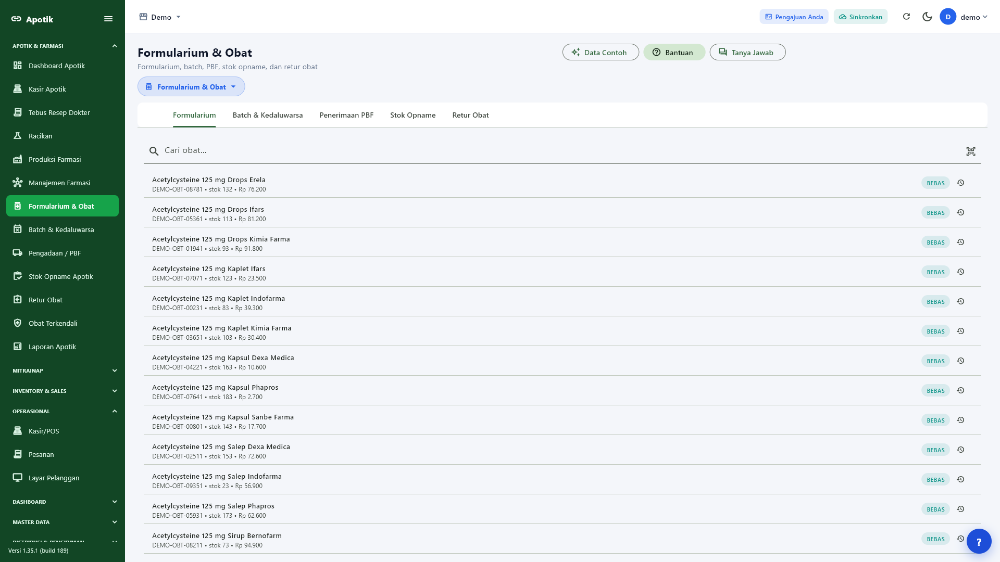 Apotik
APOTIK & FARMASI
Dashboard Apotik
Kasir Apotik
Tebus Resep Dokter
Racikan
Produksi Farmasi
Manajemen Farmasi
Formularium & Obat
Batch & Kedaluwarsa
Pengadaan / PBF
Stok Opname Apotik
Retur Obat
Obat Terkendali
Laporan Apotik
MITRAINAP
INVENTORY & SALES
OPERASIONAL
Kasir/POS
Pesanan
Layar Pelanggan
DASHBOARD
MASTER DATA
DISTRIBUSI & PENGIRIMAN
Versi 1.35.1 (build 189)
Demo
Pengajuan Anda
Sinkronkan
D
demo
Formularium & Obat
Formularium, batch, PBF, stok opname, dan retur obat
Data Contoh
Bantuan
Tanya Jawab
Formularium & Obat
Formularium
Batch & Kedaluwarsa
Penerimaan PBF
Stok Opname
Retur Obat
Cari obat...
Acetylcysteine 125 mg Drops Erela
DEMO-OBT-08781 • stok 132 • Rp 76.200
BEBAS
Acetylcysteine 125 mg Drops Ifars
DEMO-OBT-05361 • stok 113 • Rp 81.200
BEBAS
Acetylcysteine 125 mg Drops Kimia Farma
DEMO-OBT-01941 • stok 93 • Rp 91.800
BEBAS
Acetylcysteine 125 mg Kaplet Ifars
DEMO-OBT-07071 • stok 123 • Rp 23.500
BEBAS
Acetylcysteine 125 mg Kaplet Indofarma
DEMO-OBT-00231 • stok 83 • Rp 39.300
BEBAS
Acetylcysteine 125 mg Kaplet Kimia Farma
DEMO-OBT-03651 • stok 103 • Rp 30.400
BEBAS
Acetylcysteine 125 mg Kapsul Dexa Medica
DEMO-OBT-04221 • stok 163 • Rp 10.600
BEBAS
Acetylcysteine 125 mg Kapsul Phapros
DEMO-OBT-07641 • stok 183 • Rp 2.700
BEBAS
Acetylcysteine 125 mg Kapsul Sanbe Farma
DEMO-OBT-00801 • stok 143 • Rp 17.700
BEBAS
Acetylcysteine 125 mg Salep Dexa Medica
DEMO-OBT-02511 • stok 153 • Rp 72.600
BEBAS
Acetylcysteine 125 mg Salep Indofarma
DEMO-OBT-09351 • stok 23 • Rp 56.900
BEBAS
Acetylcysteine 125 mg Salep Phapros
DEMO-OBT-05931 • stok 173 • Rp 62.600
BEBAS
Acetylcysteine 125 mg Sirup Bernofarm
DEMO-OBT-08211 • stok 73 • Rp 94.900
BEBAS
?